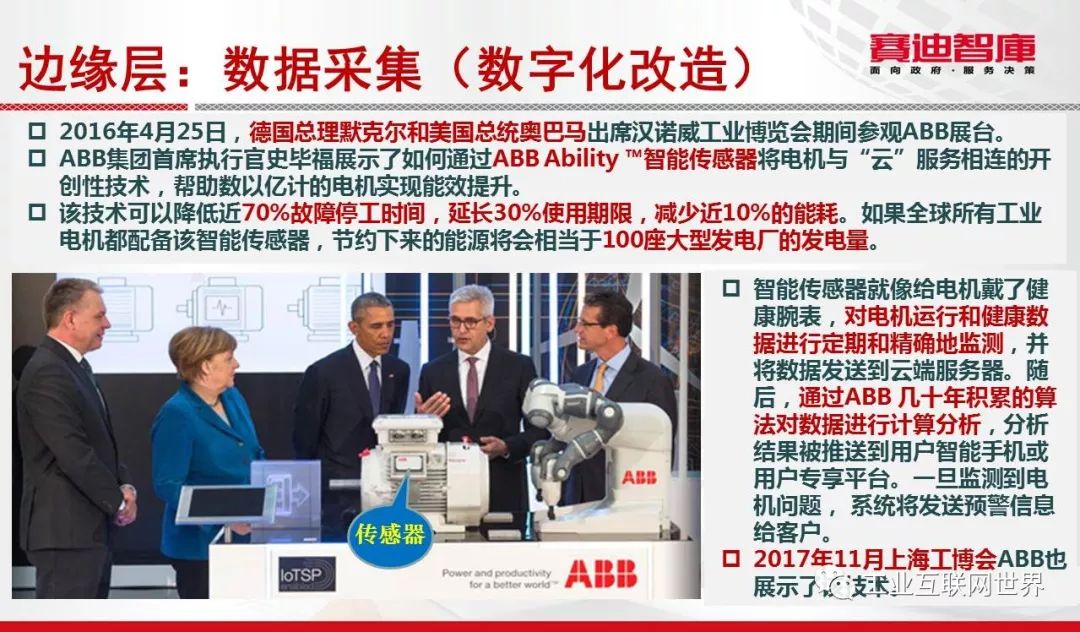 边缘层：数据采集（数字化改造）
赛迪智库
面向政府·服务决策
2016年4月25日，德国总理默克尔和美国总统奥巴马出席汉诺威工业博览会期间参观ABB展台。
ABB集团首席执行官史毕福展示了如何通过ABB Ability ™智能传感器将电机与“云”服务相连的开
创性技术，帮助数以亿计的电机实现能效提升。
该技术可以降低近70%故障停工时间，延长30%使用期限，减少近10%的能耗。如果全球所有工业
电机都配备该智能传感器，节约下来的能源将会相当于100座大型发电厂的发电量。
智能传感器就像给电机戴了健
康腕表，对电机运行和健康数
据进行定期和精确地监测，并
将数据发送到云端服务器。随
后，通过ABB 几十年积累的算
法对数据进行计算分析，分析
结果被推送到用户智能手机或
用户专享平台。一旦监测到电
机问题， 系统将发送预警信息
给客户。
2017年11月上海工博会ABB也
展示了该技术
工业互联网世界
ABB
传感器
IoTSP
enabled
Power and productivity
for a better world™
ABB